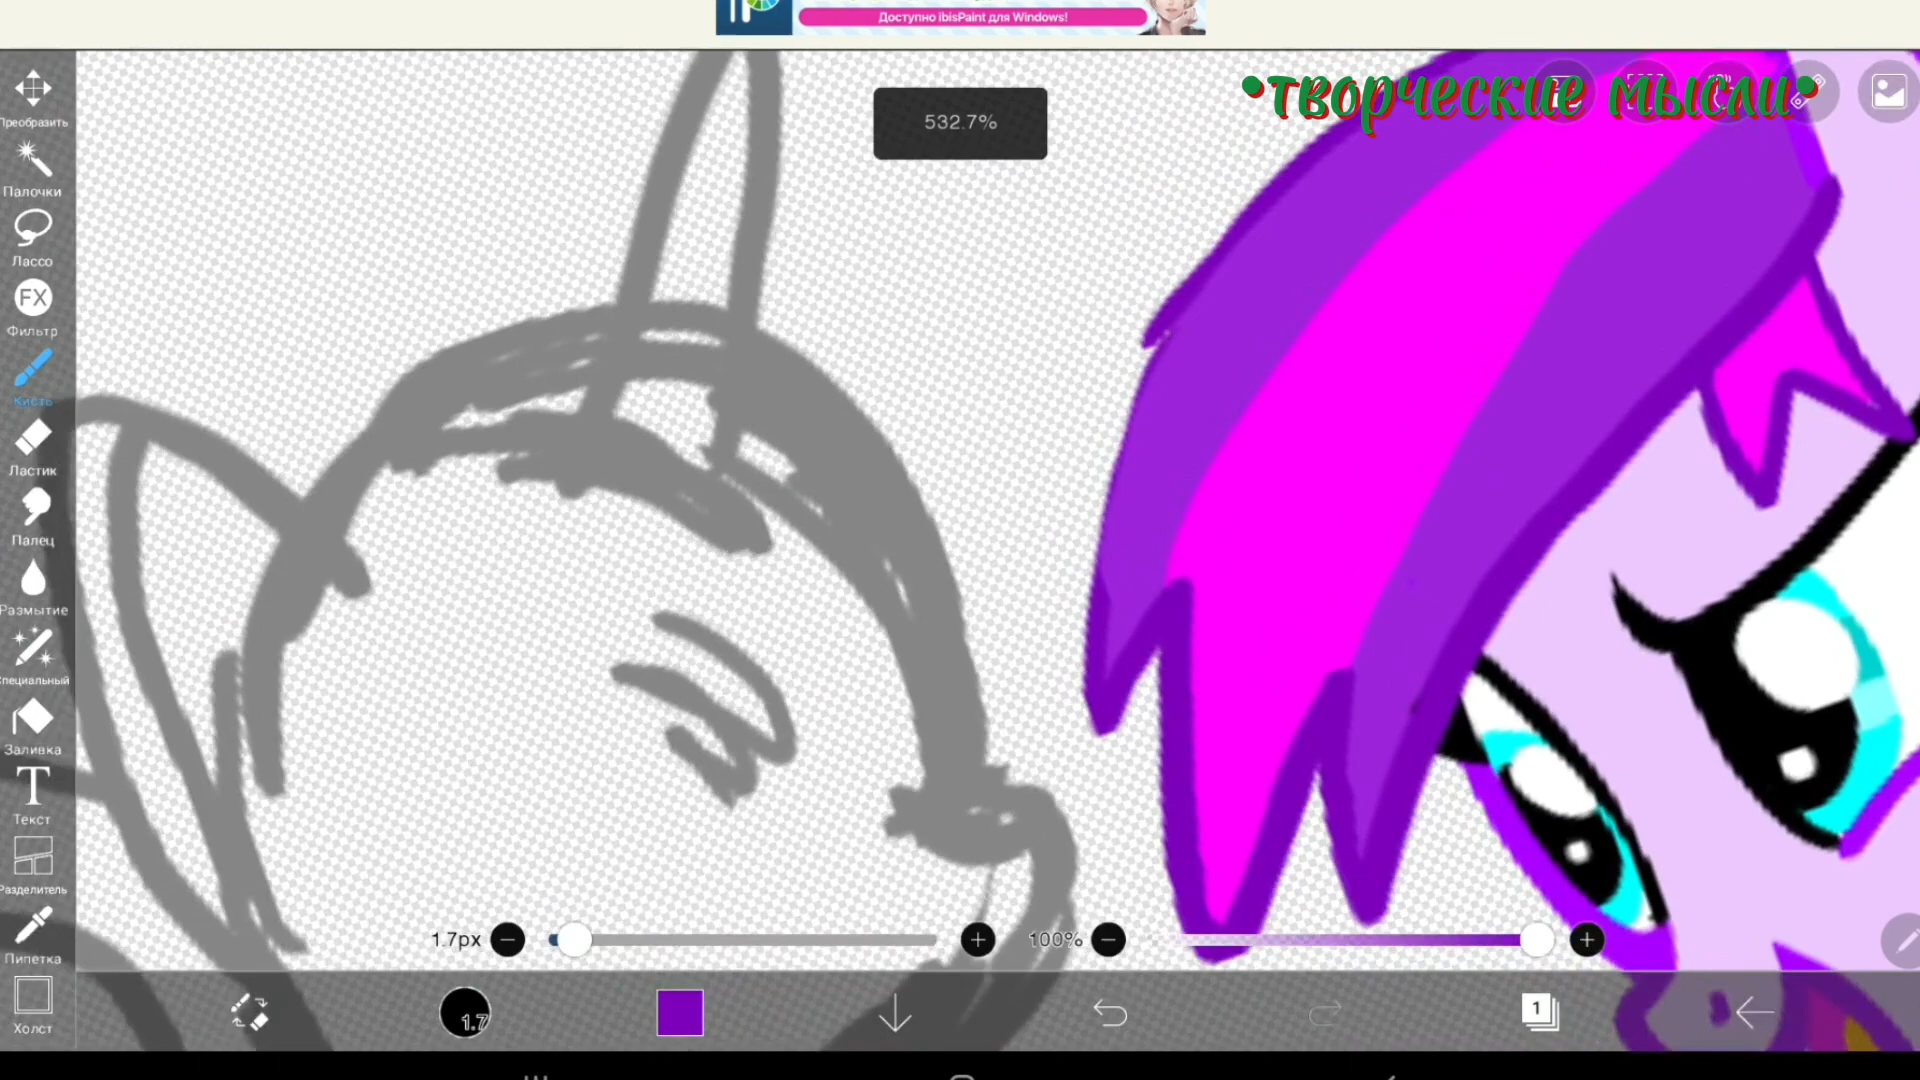 Доступно ibisPaint для Windows!
•творческие мысли•
532.7%
Преобразить
Палочки
Лассо
FX
Фильтр
Кисть
Ластик
Палец
Размытие
Специальный
Заливка
T
Текст
Разделитель
Пипетка
Холст
1.7px
100%
1.7
1